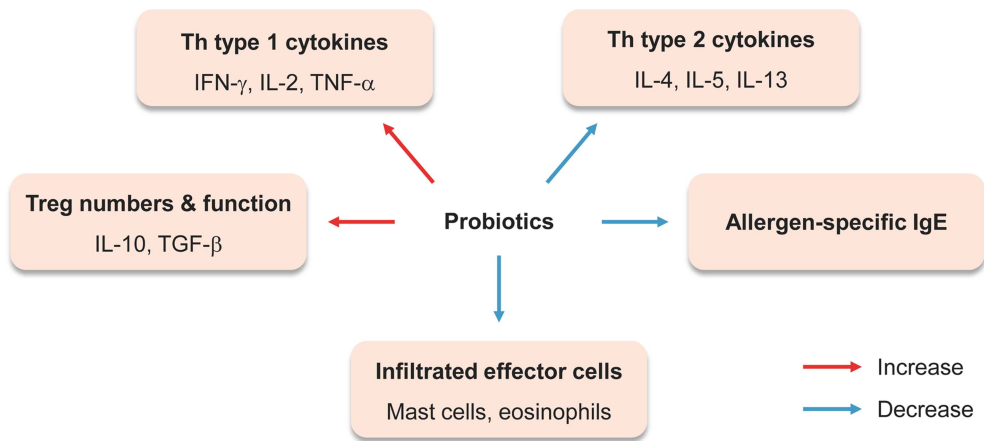 Th type 1 cytokines
IFN-γ, IL-2, TNF-α
Th type 2 cytokines
IL-4, IL-5, IL-13
Treg numbers & function
IL-10, TGF-β
Probiotics
Allergen-specific IgE
Infiltrated effector cells
Mast cells, eosinophils
Increase
Decrease